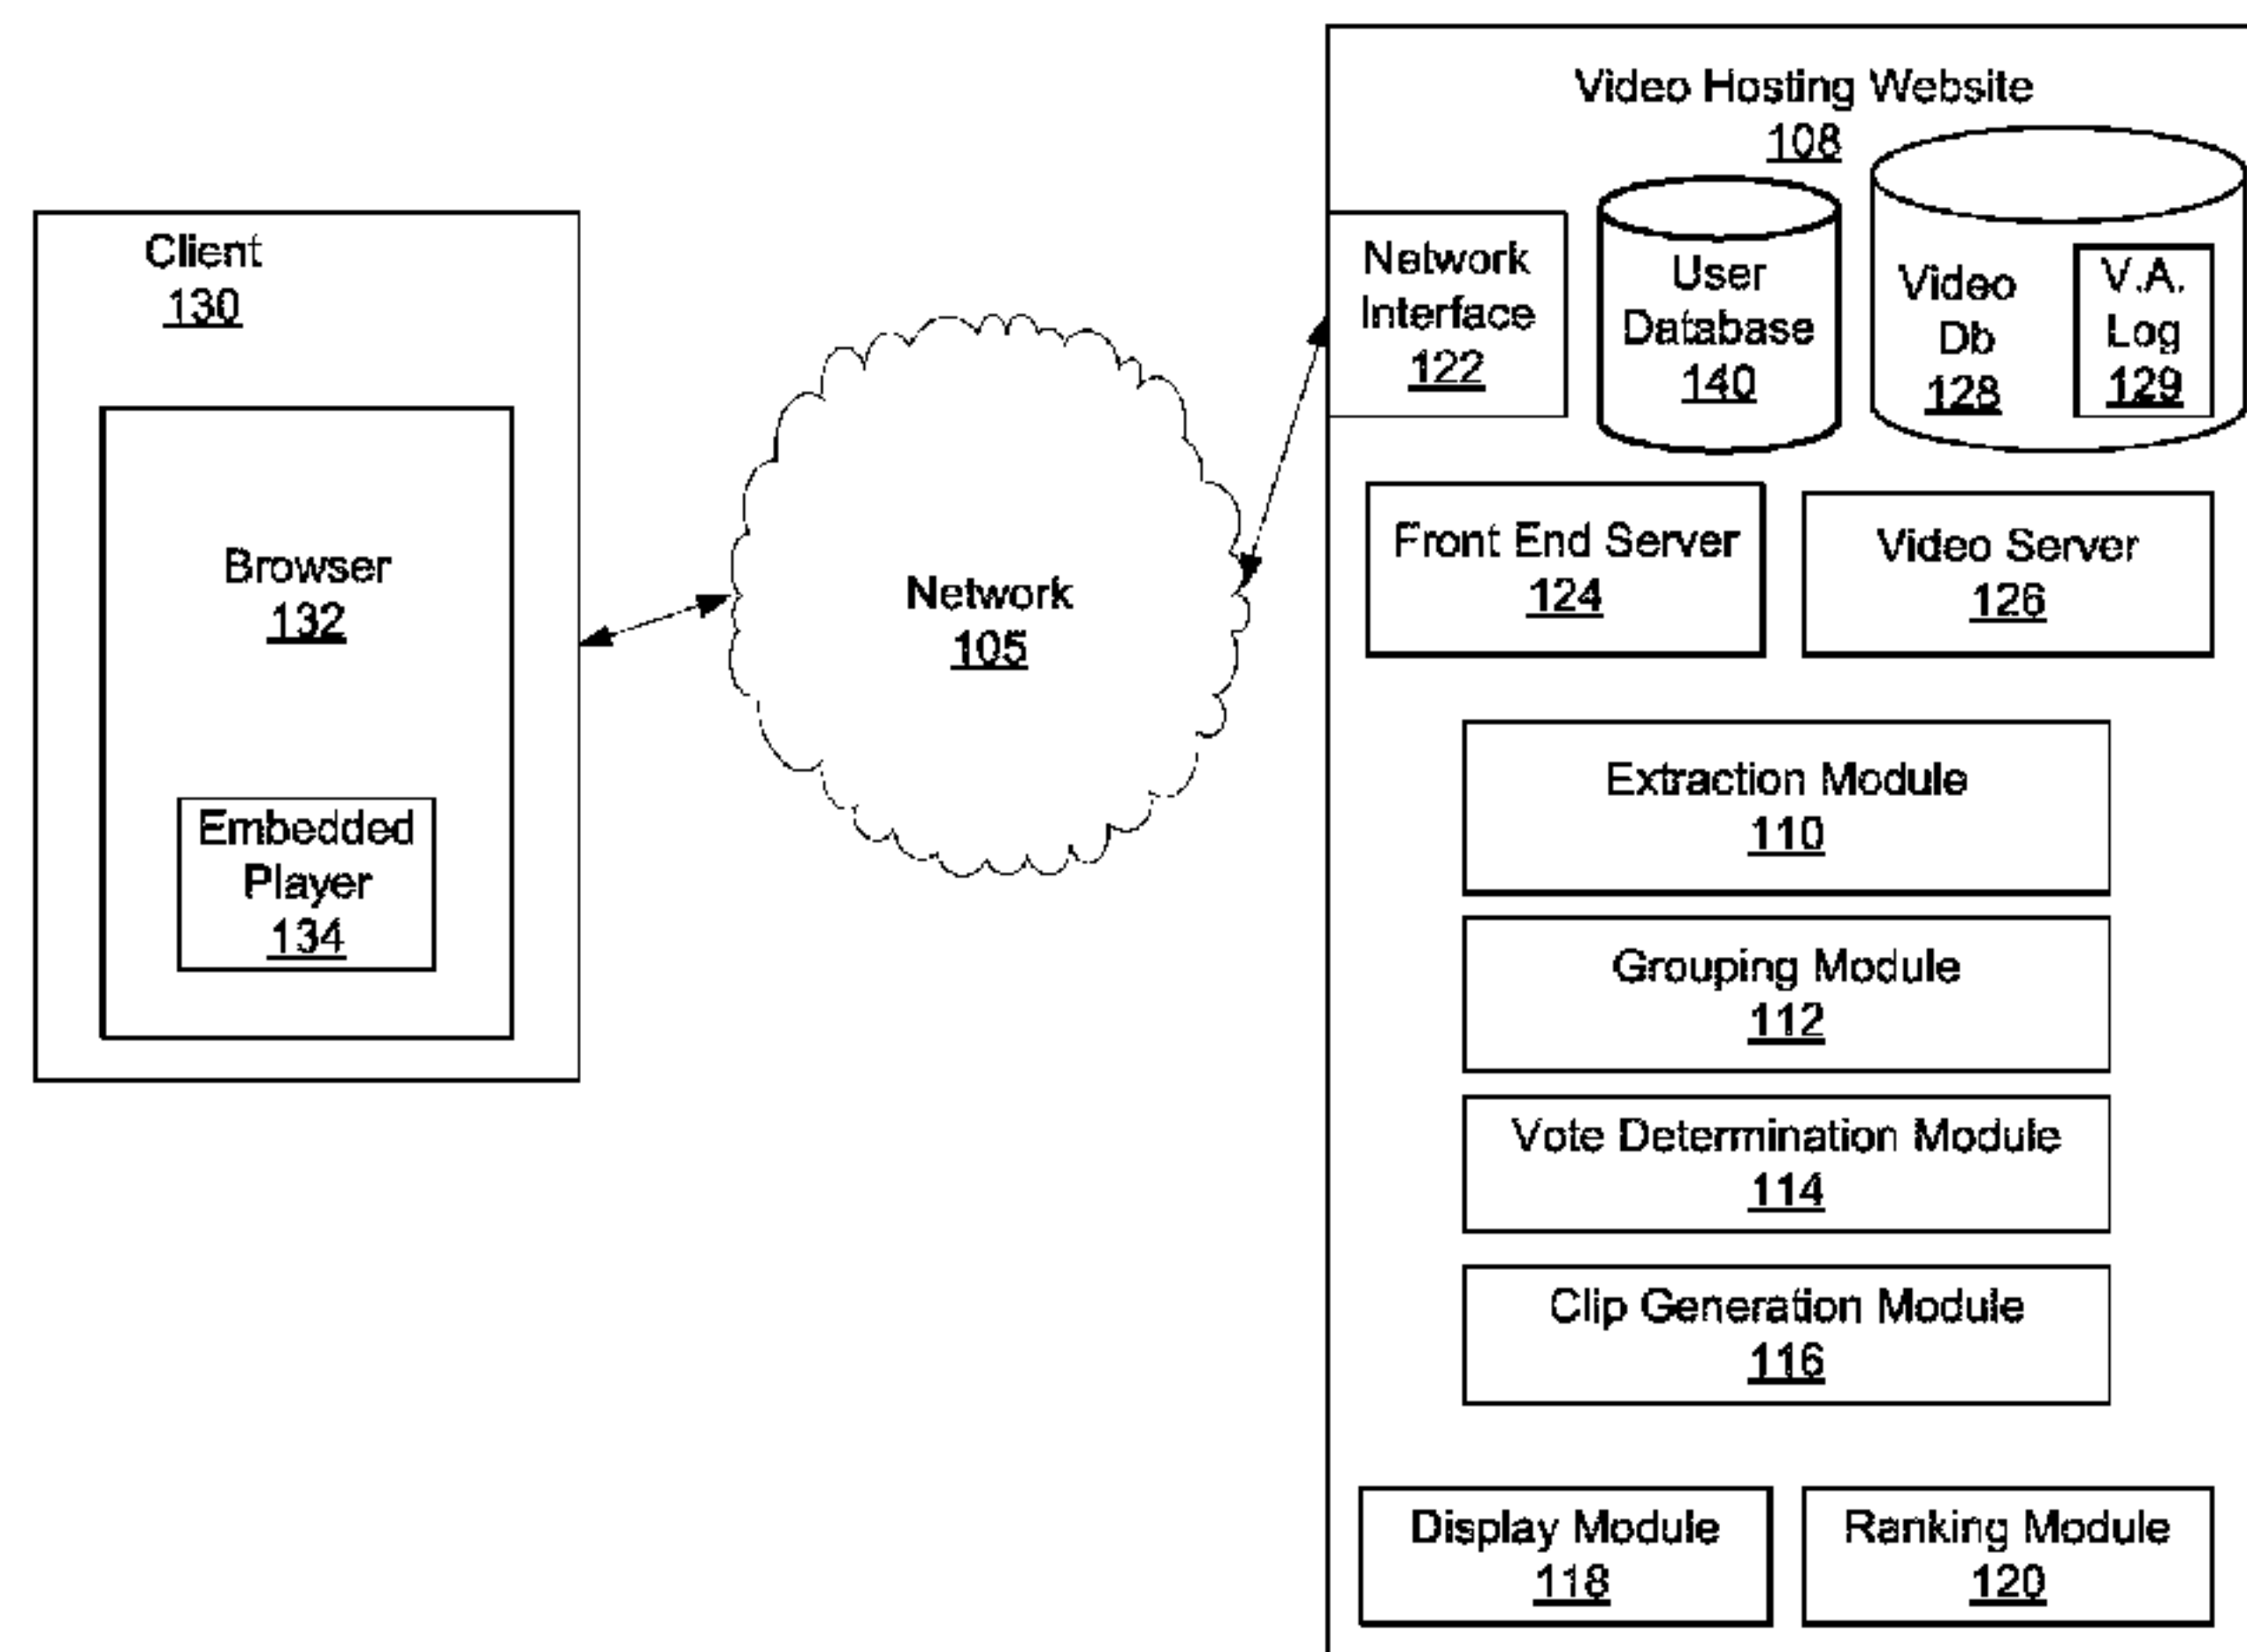 Video Hosting Website
108
Client
130
Browser
132
Embedded
Player
134
Network
105
Network
Interface
122
User
Database
140
Video
Db
128
V.A.
Log
129
Front End Server
124
Video Server
126
Extraction Module
110
Grouping Module
112
Vote Determination Module
114
Clip Generation Module
116
Display Module
118
Ranking Module
120